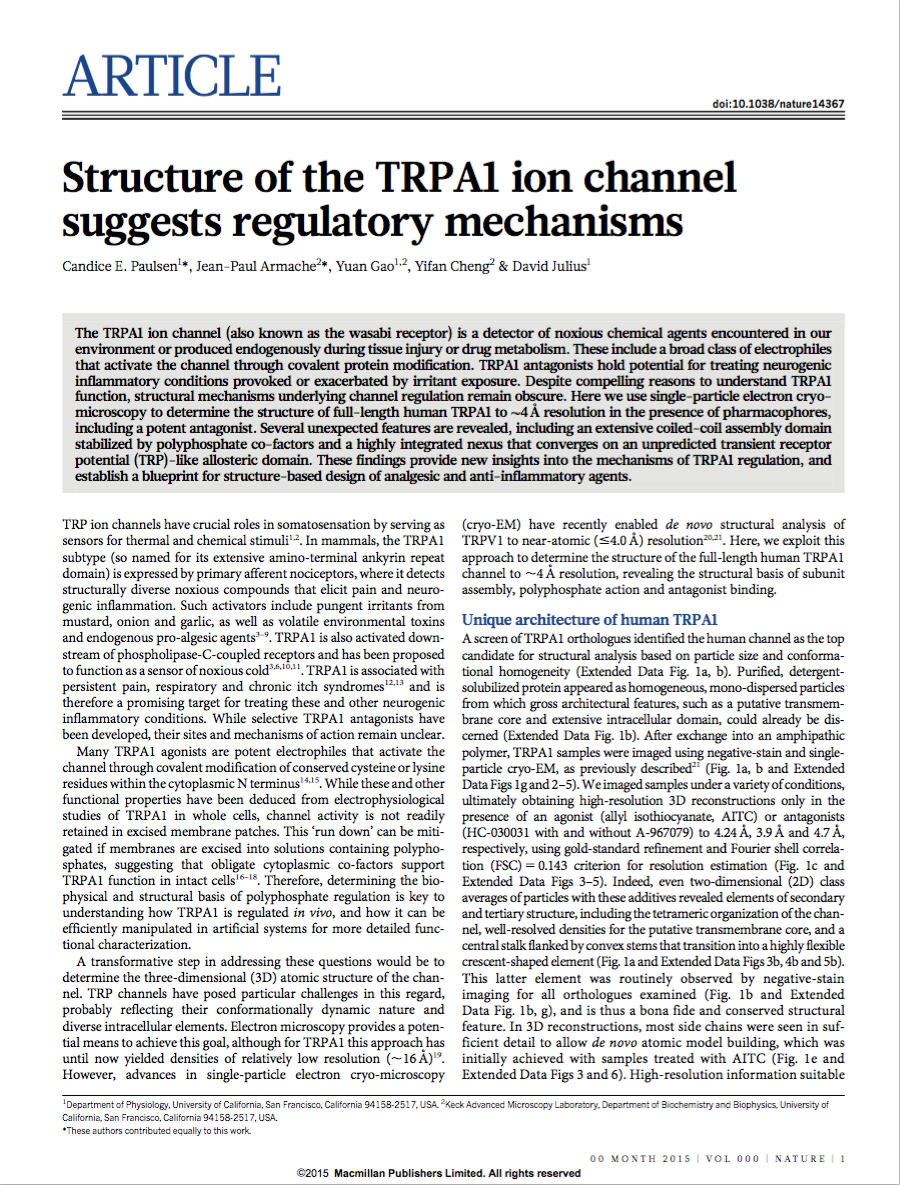 ARTICLE
doi:10.1038/nature14367
Structure of the TRPA1 ion channel
suggests regulatory mechanisms
Candice E. Paulsen1*, Jean-Paul Armache2*, Yuan Gao1,2, Yifan Cheng2 & David Julius1
The TRPA1 ion channel (also known as the wasabi receptor) is a detector of noxious chemical agents encountered in our
environment or produced endogenously during tissue injury or drug metabolism. These include a broad class of electrophiles
that activate the channel through covalent protein modification. TRPA1 antagonists hold potential for treating neurogenic
inflammatory conditions provoked or exacerbated by irritant exposure. Despite compelling reasons to understand TRPA1
function, structural mechanisms underlying channel regulation remain obscure. Here we use single-particle electron cryo-
microscopy to determine the structure of full-length human TRPA1 to ~4 Å resolution in the presence of pharmacophores,
including a potent antagonist. Several unexpected features are revealed, including an extensive coiled-coil assembly domain
stabilized by polyphosphate co-factors and a highly integrated nexus that converges on an unpredicted transient receptor
potential (TRP)-like allosteric domain. These findings provide new insights into the mechanisms of TRPA1 regulation, and
establish a blueprint for structure-based design of analgesic and anti-inflammatory agents.
TRP ion channels have crucial roles in somatosensation by serving as
sensors for thermal and chemical stimuli1,2. In mammals, the TRPA1
subtype (so named for its extensive amino-terminal ankyrin repeat
domain) is expressed by primary afferent nociceptors, where it detects
structurally diverse noxious compounds that elicit pain and neuro-
genic inflammation. Such activators include pungent irritants from
mustard, onion and garlic, as well as volatile environmental toxins
and endogenous pro-algesic agents3–9. TRPA1 is also activated down-
stream of phospholipase-C-coupled receptors and has been proposed
to function as a sensor of noxious cold3,6,10,11. TRPA1 is associated with
persistent pain, respiratory and chronic itch syndromes12,13 and is
therefore a promising target for treating these and other neurogenic
inflammatory conditions. While selective TRPA1 antagonists have
been developed, their sites and mechanisms of action remain unclear.
Many TRPA1 agonists are potent electrophiles that activate the
channel through covalent modification of conserved cysteine or lysine
residues within the cytoplasmic N terminus14,15. While these and other
functional properties have been deduced from electrophysiological
studies of TRPA1 in whole cells, channel activity is not readily
retained in excised membrane patches. This ‘run down’ can be miti-
gated if membranes are excised into solutions containing polypho-
sphates, suggesting that obligate cytoplasmic co-factors support
TRPA1 function in intact cells16–18. Therefore, determining the bio-
physical and structural basis of polyphosphate regulation is key to
understanding how TRPA1 is regulated in vivo, and how it can be
efficiently manipulated in artificial systems for more detailed func-
tional characterization.
A transformative step in addressing these questions would be to
determine the three-dimensional (3D) atomic structure of the chan-
nel. TRP channels have posed particular challenges in this regard,
probably reflecting their conformationally dynamic nature and
diverse intracellular elements. Electron microscopy provides a poten-
tial means to achieve this goal, although for TRPA1 this approach has
until now yielded densities of relatively low resolution (~16 Å)19.
However, advances in single-particle electron cryo-microscopy
(cryo-EM) have recently enabled de novo structural analysis of
TRPV1 to near-atomic (≤4.0 Å) resolution20,21. Here, we exploit this
approach to determine the structure of the full-length human TRPA1
channel to ~4 Å resolution, revealing the structural basis of subunit
assembly, polyphosphate action and antagonist binding.
Unique architecture of human TRPA1
A screen of TRPA1 orthologues identified the human channel as the top
candidate for structural analysis based on particle size and conforma-
tional homogeneity (Extended Data Fig. 1a, b). Purified, detergent-
solubilized protein appeared as homogeneous, mono-dispersed particles
from which gross architectural features, such as a putative transmem-
brane core and extensive intracellular domain, could already be dis-
cerned (Extended Data Fig. 1b). After exchange into an amphipathic
polymer, TRPA1 samples were imaged using negative-stain and single-
particle cryo-EM, as previously described21 (Fig. 1a, b and Extended
Data Figs 1g and 2–5). We imaged samples under a variety of conditions,
ultimately obtaining high-resolution 3D reconstructions only in the
presence of an agonist (allyl isothiocyanate, AITC) or antagonists
(HC-030031 with and without A-967079) to 4.24 Å, 3.9 Å and 4.7 Å,
respectively, using gold-standard refinement and Fourier shell correla-
tion (FSC) = 0.143 criterion for resolution estimation (Fig. 1c and
Extended Data Figs 3–5). Indeed, even two-dimensional (2D) class
averages of particles with these additives revealed elements of secondary
and tertiary structure, including the tetrameric organization of the chan-
nel, well-resolved densities for the putative transmembrane core, and a
central stalk flanked by convex stems that transition into a highly flexible
crescent-shaped element (Fig. 1a and Extended Data Figs 3b, 4b and 5b).
This latter element was routinely observed by negative-stain
imaging for all orthologues examined (Fig. 1b and Extended
Data Fig. 1b, g), and is thus a bona fide and conserved structural
feature. In 3D reconstructions, most side chains were seen in suf-
ficient detail to allow de novo atomic model building, which was
initially achieved with samples treated with AITC (Fig. 1e and
Extended Data Figs 3 and 6). High-resolution information suitable
1Department of Physiology, University of California, San Francisco, California 94158-2517, USA. 2Keck Advanced Microscopy Laboratory, Department of Biochemistry and Biophysics, University of
California, San Francisco, California 94158-2517, USA.
*These authors contributed equally to this work.
00 MONTH 2015 | VOL 000 | NATURE | 1
©2015 Macmillan Publishers Limited. All rights reserved